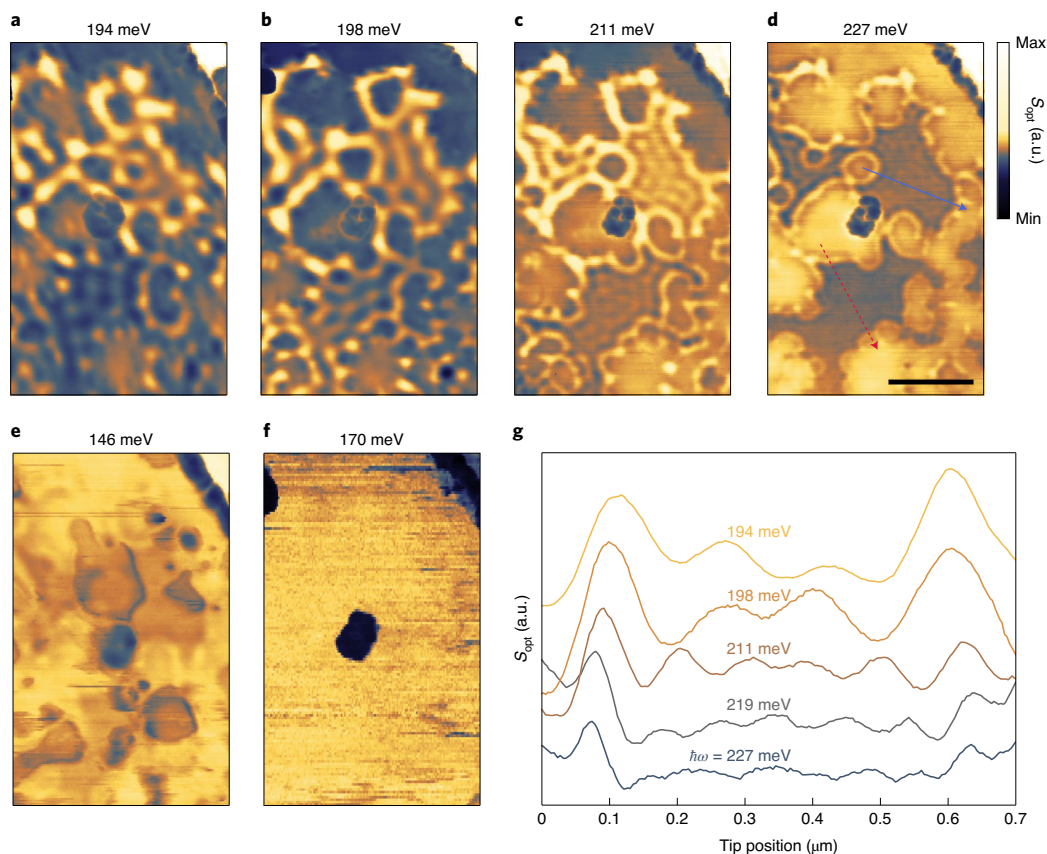 a
194 meV
b
198 meV
c
211 meV
d
227 meV
Max
S_opt (a.u.)
Min
e
146 meV
f
170 meV
g
194 meV
198 meV
211 meV
219 meV
ℏω = 227 meV
S_opt (a.u.)
0
0.1
0.2
0.3
0.4
0.5
0.6
0.7
Tip position (μm)